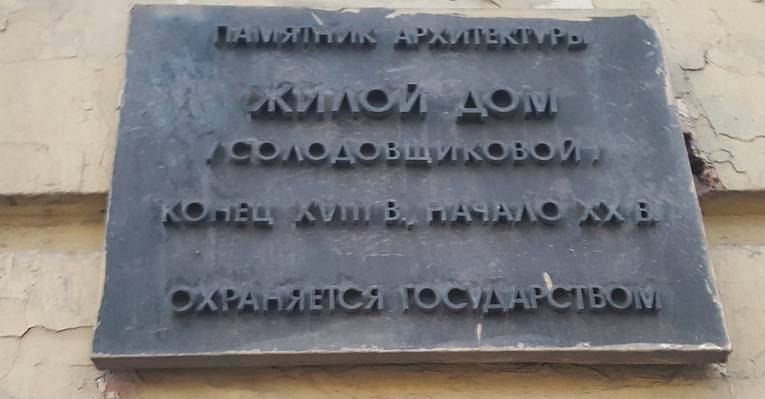 ПАМЯТНИК АРХИТЕКТУРЫ
ЖИЛОЙ ДОМ
/СОЛОДОВЩИКОВОЙ/
КОНЕЦ XVIII В., НАЧАЛО XX В.
ОХРАНЯЕТСЯ ГОСУДАРСТВОМ